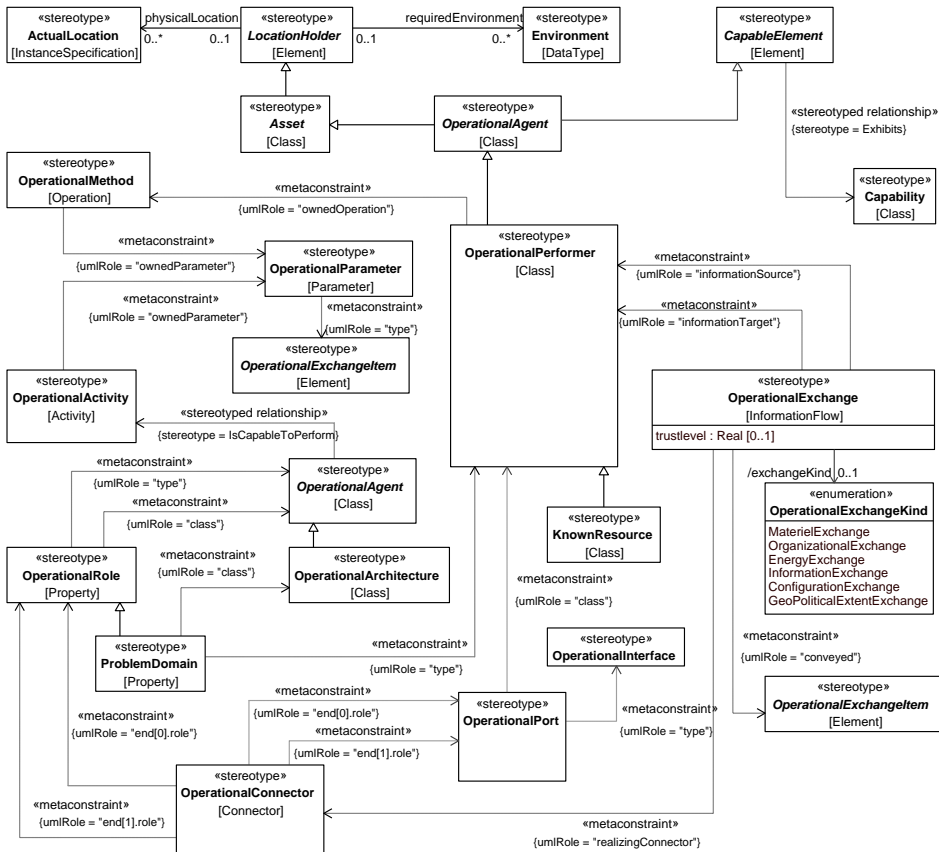 «stereotype»
ActualLocation
[InstanceSpecification]
physicalLocation
0..*
0..1
«stereotype»
LocationHolder
[Element]
requiredEnvironment
0..1
0..*
«stereotype»
Environment
[DataType]
«stereotype»
CapableElement
[Element]
«stereotype»
Asset
[Class]
«stereotype»
OperationalAgent
[Class]
«stereotyped relationship»
{stereotype = Exhibits}
«stereotype»
Capability
[Class]
«stereotype»
OperationalMethod
[Operation]
«metaconstraint»
{umlRole = "ownedOperation"}
«metaconstraint»
{umlRole = "ownedParameter"}
«stereotype»
OperationalParameter
[Parameter]
«metaconstraint»
{umlRole = "ownedParameter"}
«metaconstraint»
{umlRole = "type"}
«stereotype»
OperationalExchangeItem
[Element]
«stereotype»
OperationalPerformer
[Class]
«metaconstraint»
{umlRole = "informationSource"}
«metaconstraint»
{umlRole = "informationTarget"}
«stereotype»
OperationalActivity
[Activity]
«stereotyped relationship»
{stereotype = IsCapableToPerform}
«stereotype»
OperationalExchange
[InformationFlow]
trustlevel : Real [0..1]
/exchangeKind
0..1
«enumeration»
OperationalExchangeKind
MaterielExchange
OrganizationalExchange
EnergyExchange
InformationExchange
ConfigurationExchange
GeoPoliticalExtentExchange
«metaconstraint»
{umlRole = "type"}
«metaconstraint»
{umlRole = "class"}
«stereotype»
OperationalAgent
[Class]
«stereotype»
OperationalRole
[Property]
«metaconstraint»
{umlRole = "class"}
«stereotype»
OperationalArchitecture
[Class]
«stereotype»
KnownResource
[Class]
«metaconstraint»
{umlRole = "class"}
«stereotype»
ProblemDomain
[Property]
«metaconstraint»
{umlRole = "type"}
«stereotype»
OperationalInterface
«metaconstraint»
{umlRole = "conveyed"}
«stereotype»
OperationalExchangeItem
[Element]
«metaconstraint»
{umlRole = "end[0].role"}
«metaconstraint»
{umlRole = "end[0].role"}
«metaconstraint»
{umlRole = "end[1].role"}
«stereotype»
OperationalPort
«metaconstraint»
{umlRole = "type"}
«stereotype»
OperationalConnector
[Connector]
«metaconstraint»
{umlRole = "end[1].role"}
«metaconstraint»
{umlRole = "realizingConnector"}